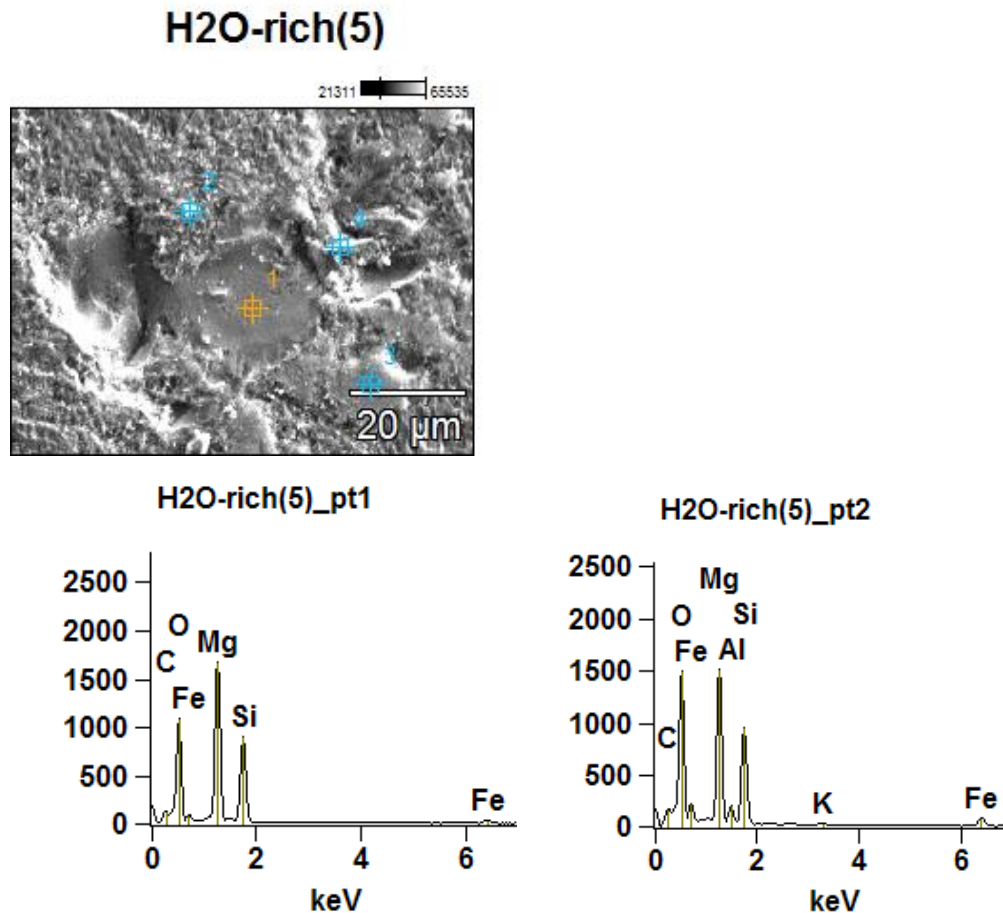 H2O-rich(5)
21311 65535
2
4
1
3
20 µm
H2O-rich(5)_pt1
2500
2000
1500
1000
500
0
C
O
Fe
Mg
Si
Fe
0 2 4 6
keV
H2O-rich(5)_pt2
2500
2000
1500
1000
500
0
C
O
Fe
Mg
Al
Si
K
Fe
0 2 4 6
keV